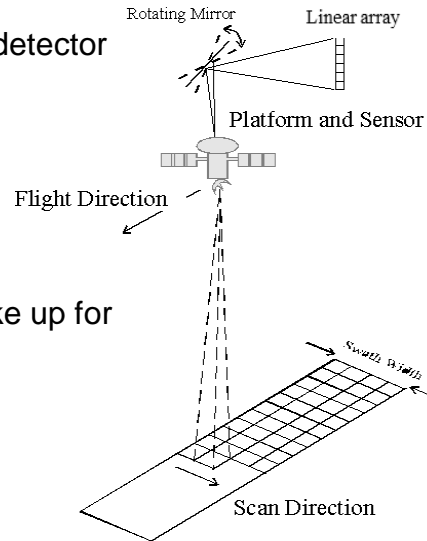 Rotating Mirror
Linear array
detector
Platform and Sensor
Flight Direction
ke up for
Swath Width
Scan Direction